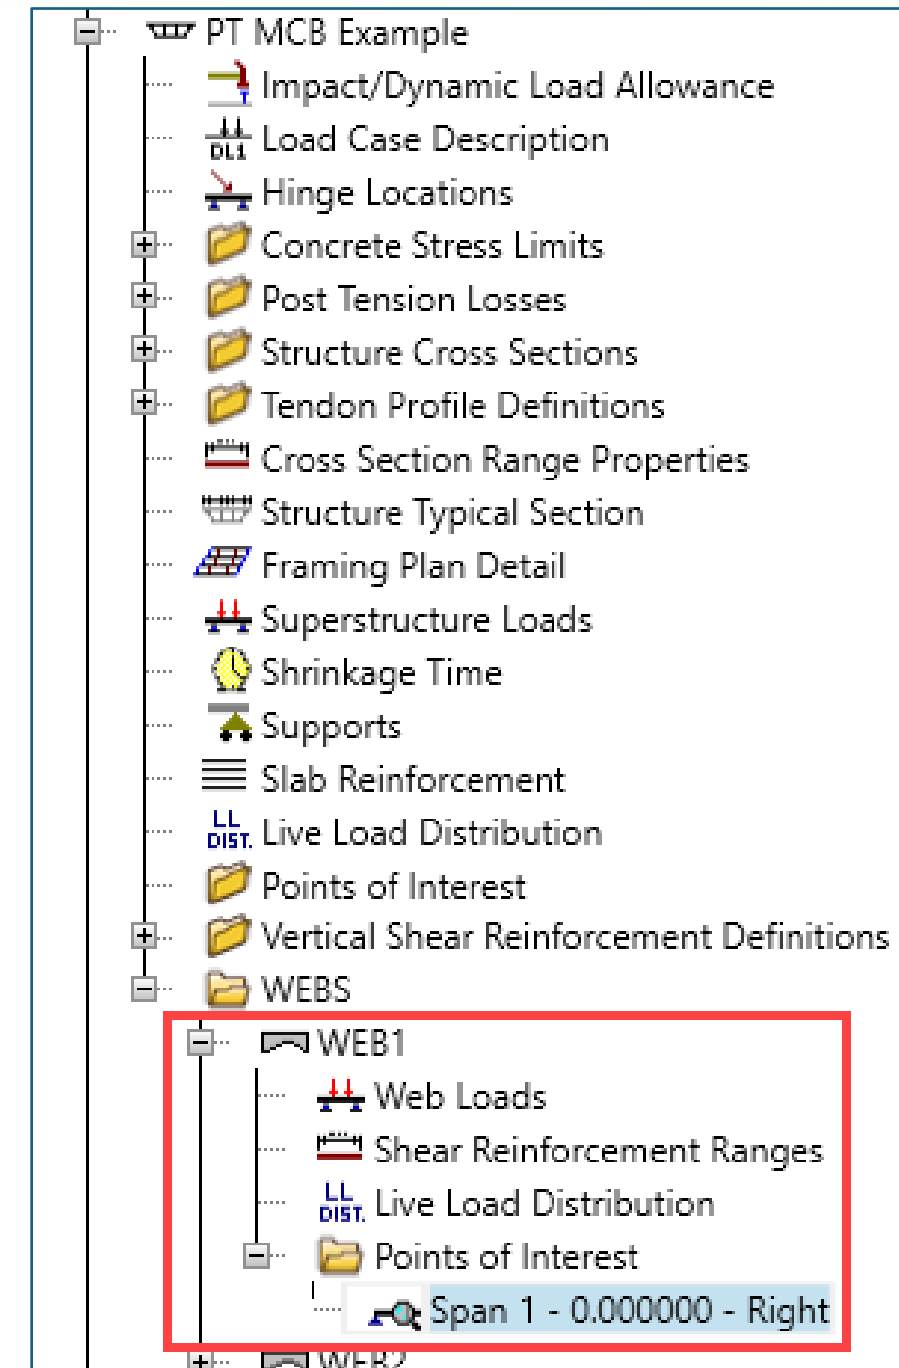 PT MCB Example
Impact/Dynamic Load Allowance
DL1 Load Case Description
Hinge Locations
Concrete Stress Limits
Post Tension Losses
Structure Cross Sections
Tendon Profile Definitions
Cross Section Range Properties
Structure Typical Section
Framing Plan Detail
Superstructure Loads
Shrinkage Time
Supports
Slab Reinforcement
LL DIST. Live Load Distribution
Points of Interest
Vertical Shear Reinforcement Definitions
WEBS
WEB1
Web Loads
Shear Reinforcement Ranges
LL DIST. Live Load Distribution
Points of Interest
Span 1 - 0.000000 - Right
WEB2